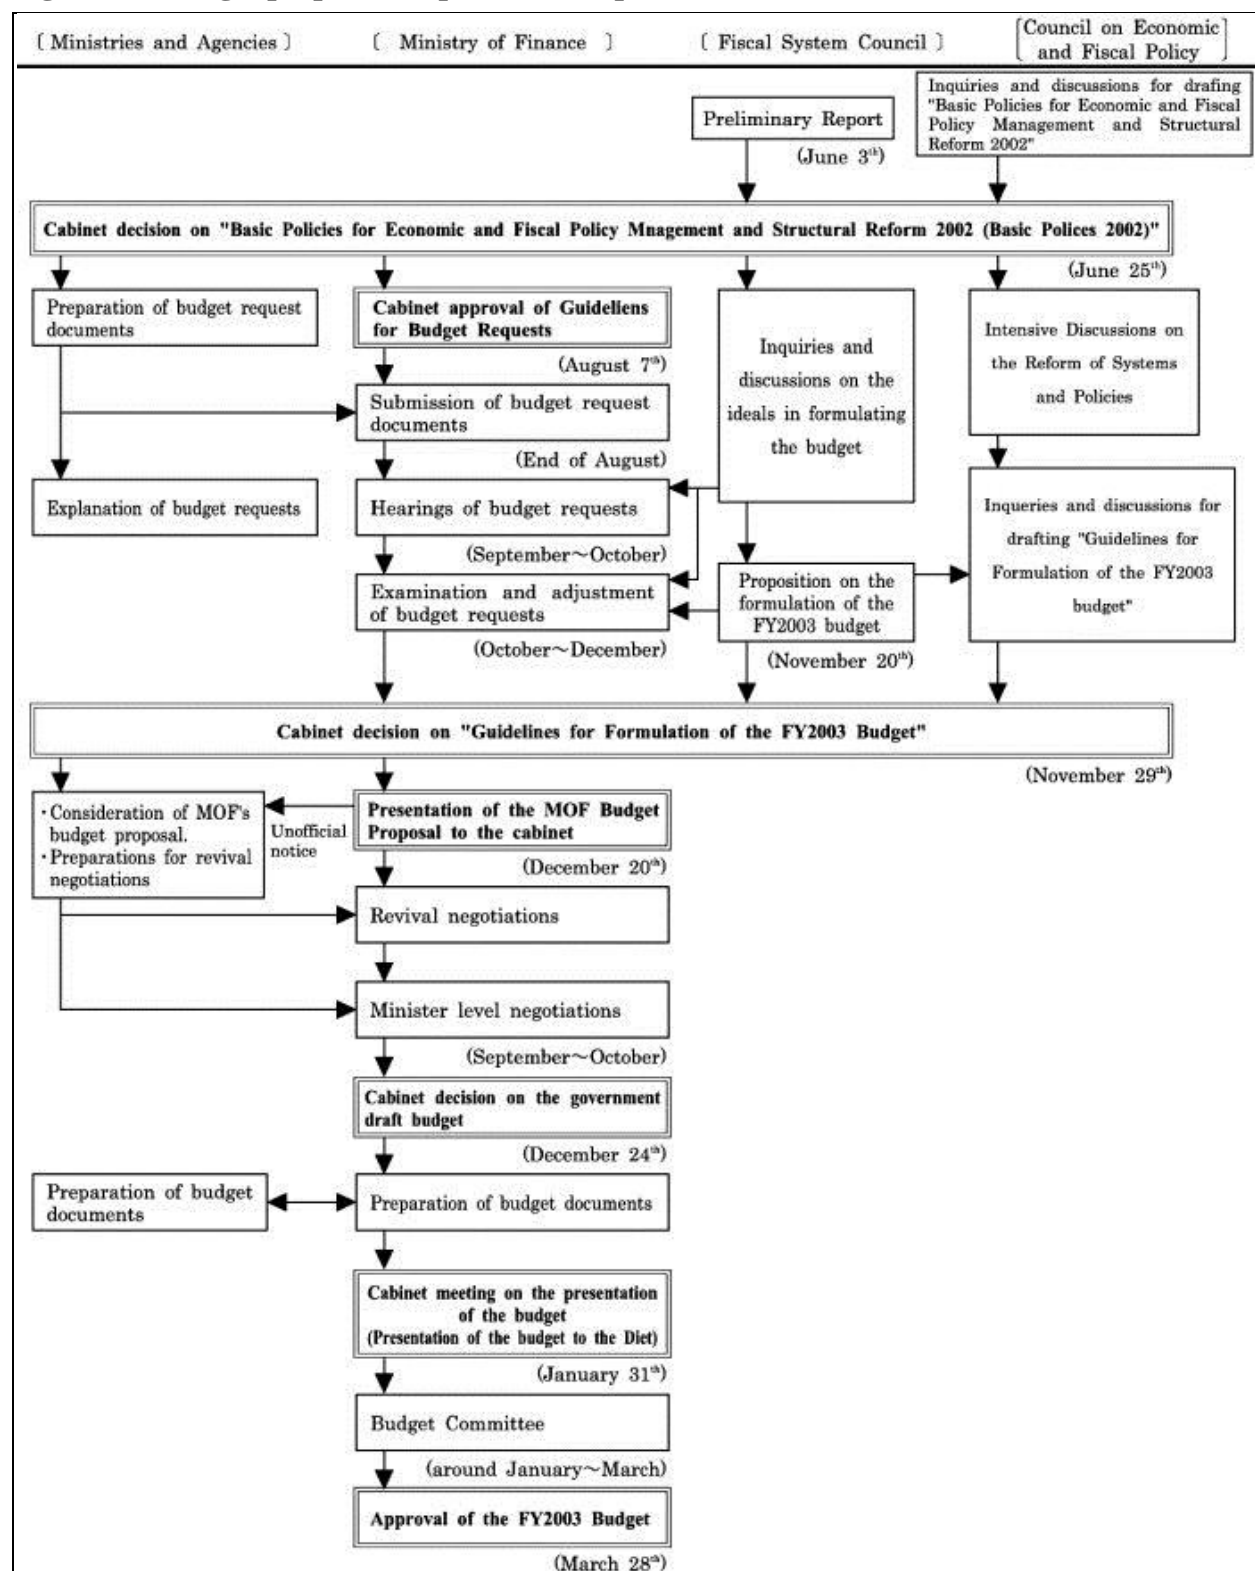 〔 Ministries and Agencies 〕
〔 Ministry of Finance 〕
〔 Fiscal System Council 〕
Council on Economic
and Fiscal Policy
Preliminary Report
(June 3th)
Inquiries and discussions for drafing
"Basic Policies for Economic and Fiscal
Policy Management and Structural
Reform 2002"
Cabinet decision on "Basic Policies for Economic and Fiscal Policy Mnagement and Structural Reform 2002 (Basic Polices 2002)"
(June 25th)
Preparation of budget request
documents
Cabinet approval of Guideliens
for Budget Requests
(August 7th)
Inquiries and
discussions on the
ideals in formulating
the budget
Intensive Discussions on
the Reform of Systems
and Policies
Submission of budget request
documents
(End of August)
Explanation of budget requests
Hearings of budget requests
(September~October)
Inqueries and discussions for
drafting "Guidelines for
Formulation of the FY2003
budget"
Examination and adjustment
of budget requests
(October~December)
Proposition on the
formulation of the
FY2003 budget
(November 20th)
Cabinet decision on "Guidelines for Formulation of the FY2003 Budget"
(November 29th)
・Consideration of MOF's
budget proposal.
・Preparations for revival
negotiations
Unofficial
notice
Presentation of the MOF Budget
Proposal to the cabinet
(December 20th)
Revival negotiations
Minister level negotiations
(September~October)
Cabinet decision on the government
draft budget
(December 24th)
Preparation of budget
documents
Preparation of budget documents
Cabinet meeting on the presentation
of the budget
(Presentation of the budget to the Diet)
(January 31th)
Budget Committee
(around January~March)
Approval of the FY2003 Budget
(March 28th)